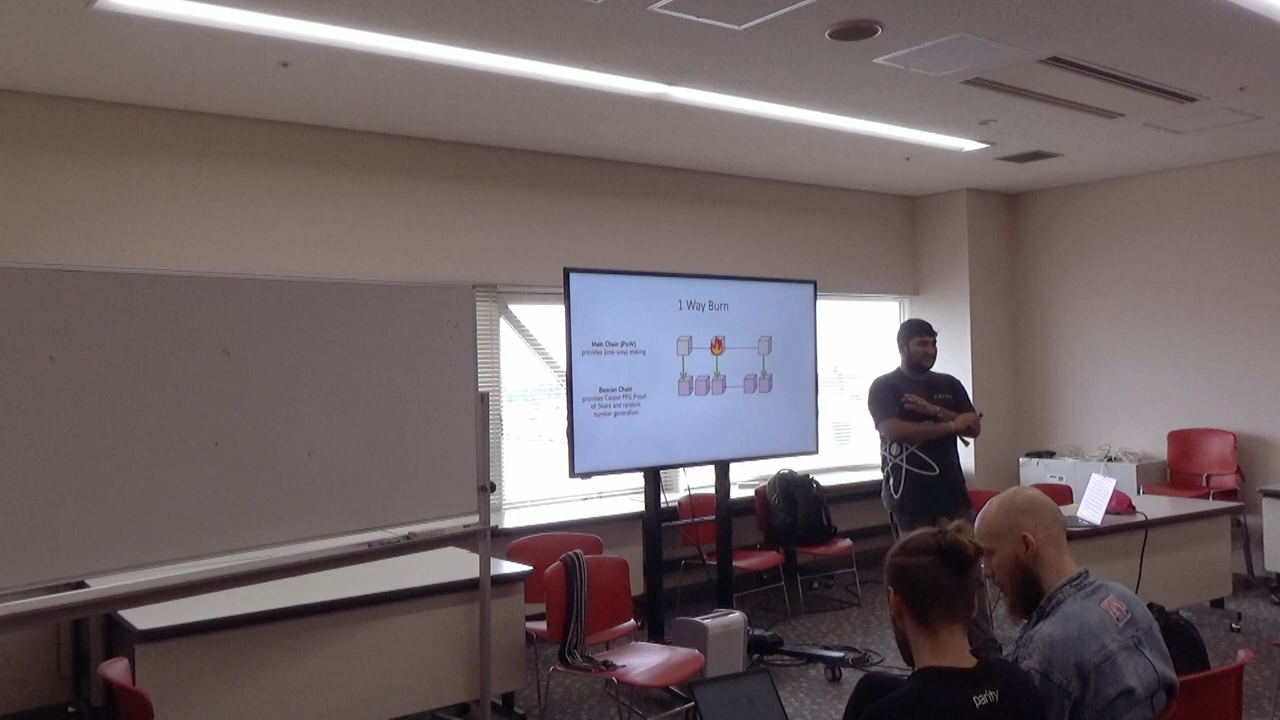 1 Way Burn
Main Chain (PoW)
provides (one-way) staking
Beacon Chain
provides Casper FFG (Proof-
of-Stake and random
number generation
parity